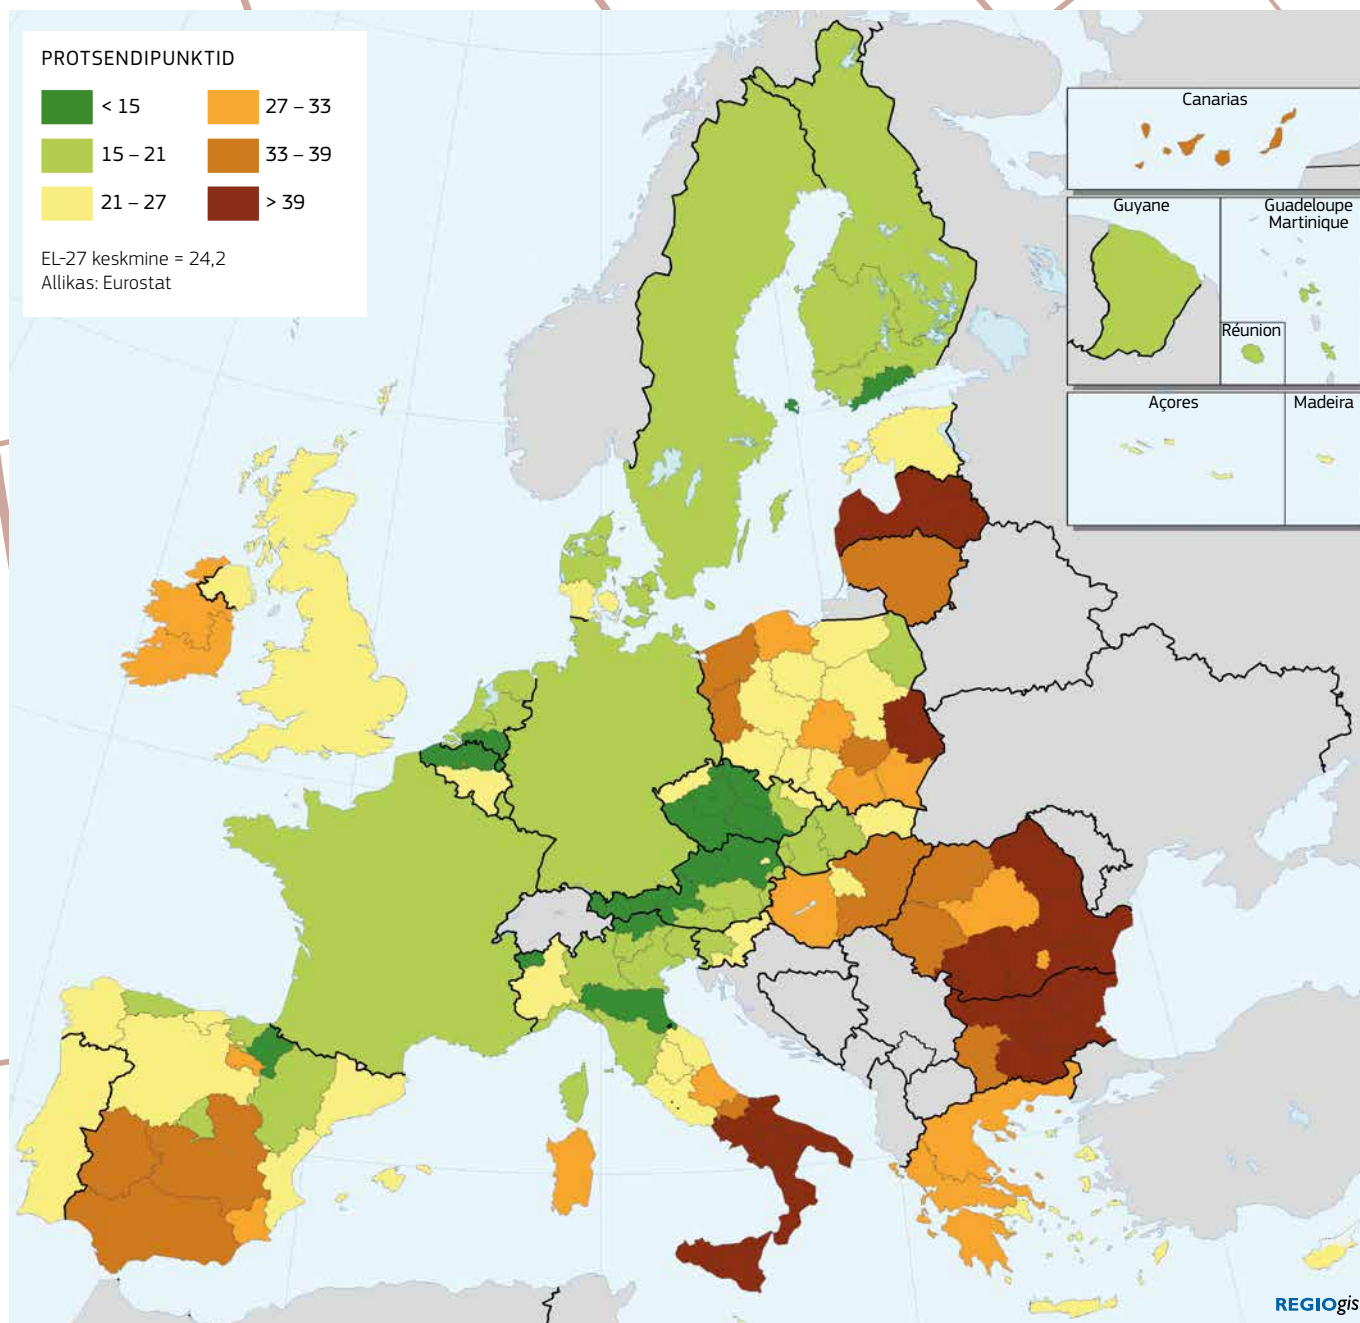 PROTSENDIPUNKTID
< 15
27 – 33
15 – 21
33 – 39
21 – 27
> 39
EL-27 keskmine = 24,2
Allikas: Eurostat
Canarias
Guyane
Guadeloupe
Martinique
Réunion
Açores
Madeira
REGIOgis